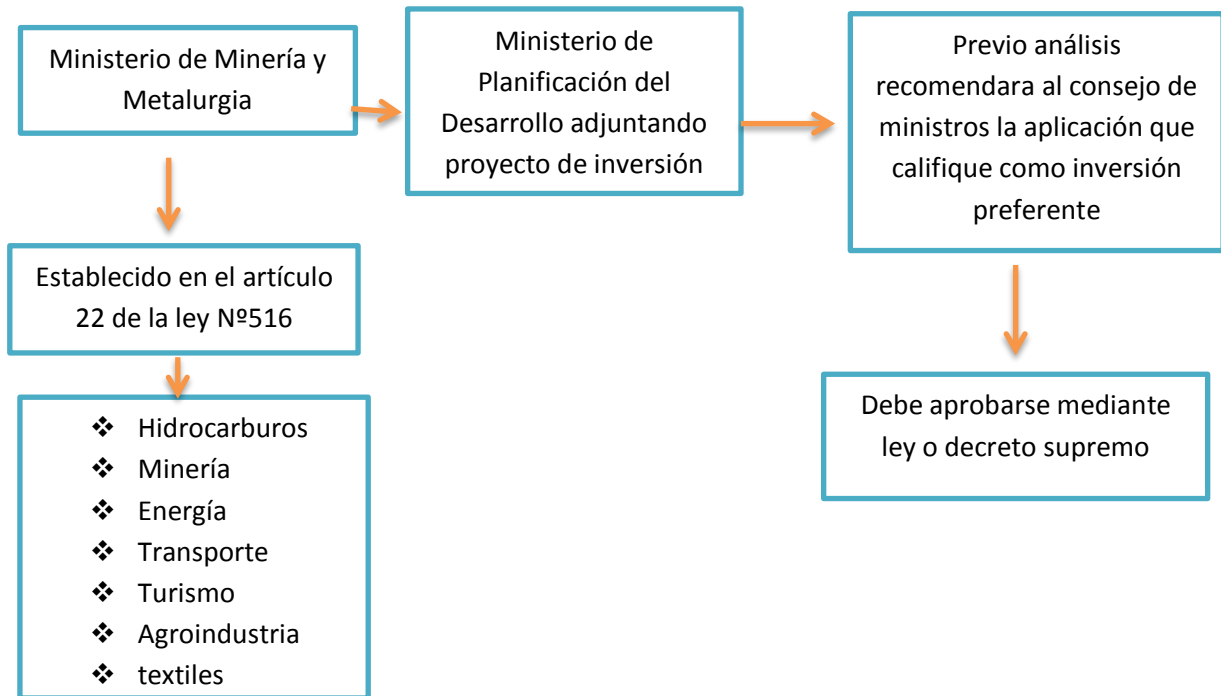 Ministerio de Minería y
Metalurgia
Ministerio de
Planificación del
Desarrollo adjuntando
proyecto de inversión
Previo análisis
recomendara al consejo de
ministros la aplicación que
califique como inversión
preferente
Establecido en el artículo
22 de la ley Nº516
Debe aprobarse mediante
ley o decreto supremo
❖ Hidrocarburos
❖ Minería
❖ Energía
❖ Transporte
❖ Turismo
❖ Agroindustria
❖ textiles